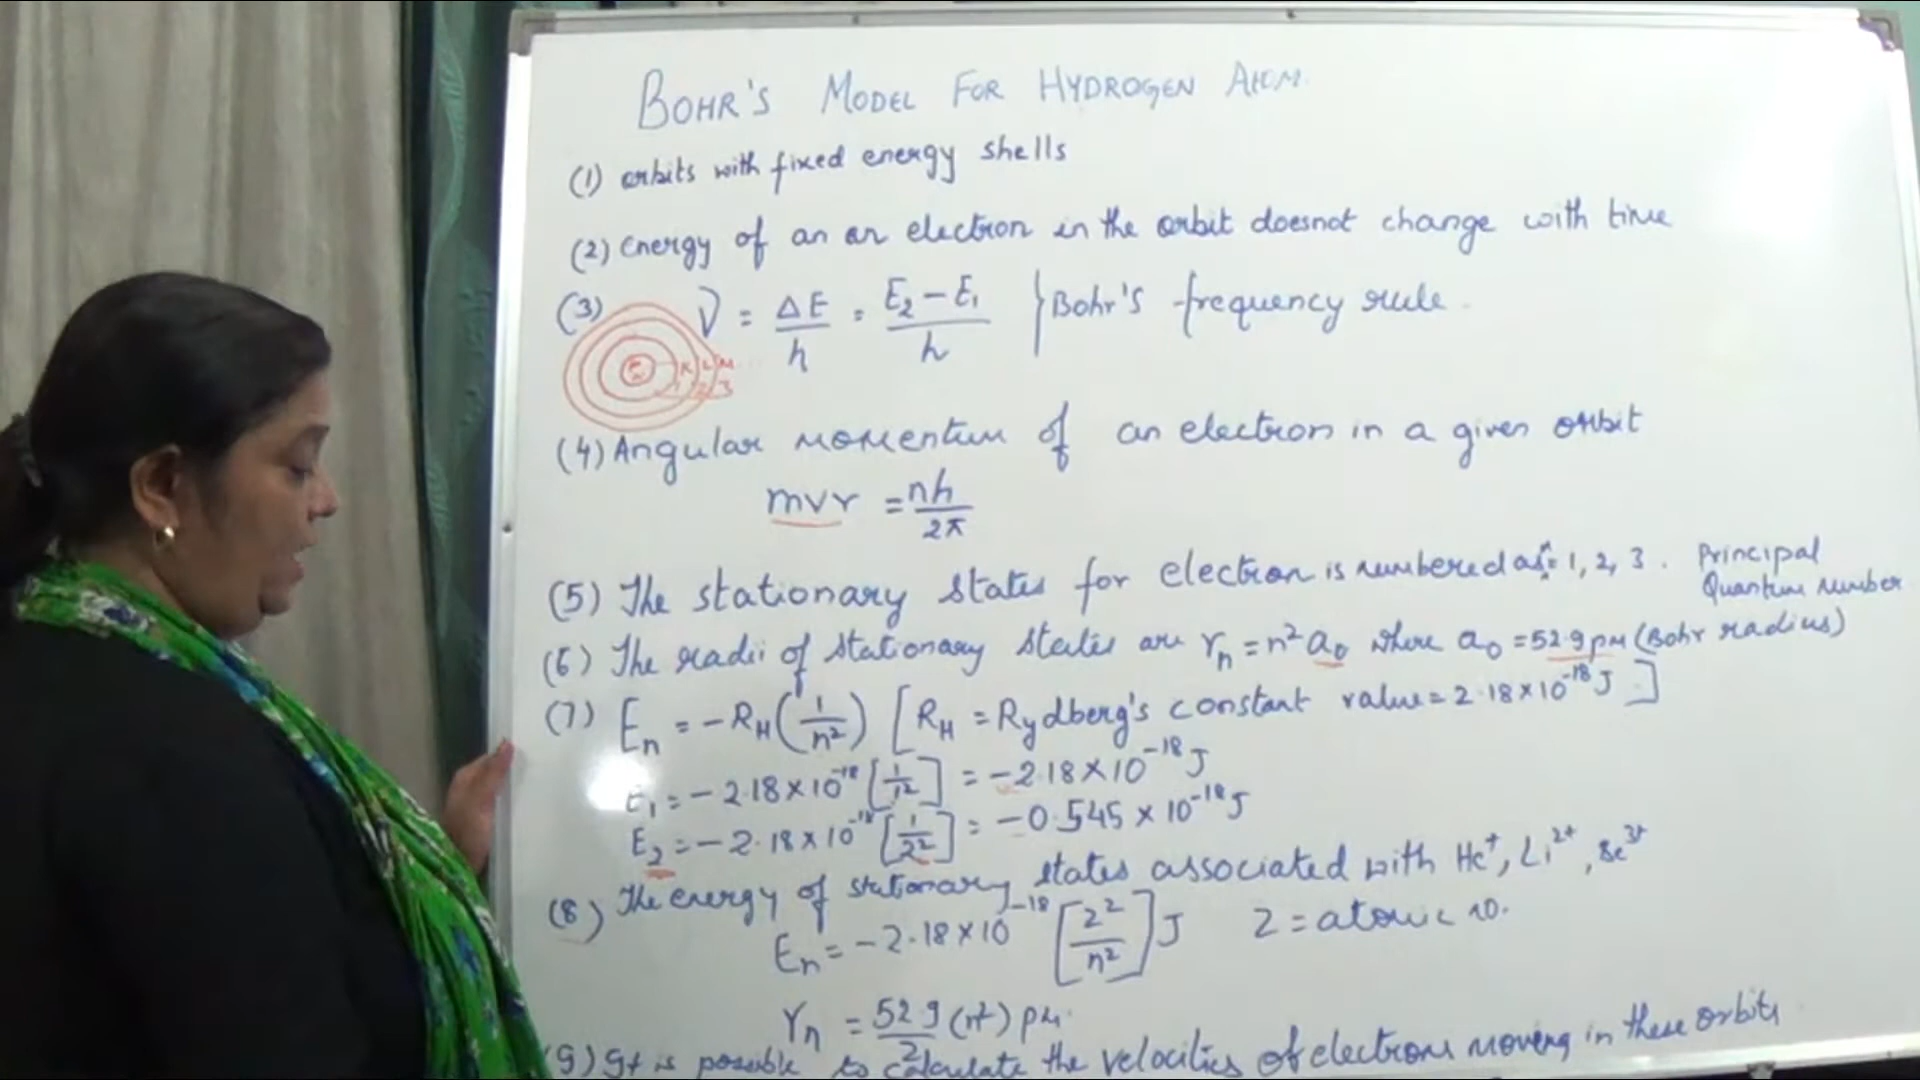 BOHR'S MODEL FOR HYDROGEN ATOM.
(1) orbits with fixed energy shells
(2) Energy of an an electron in the orbit doesnot change with time
(3) ν = ΔE/h = E₂ – E₁/h } Bohr's frequency rule.
K L M
1 2 3
(4) Angular momentum of an electron in a given orbit
mvr = nh/2π
(5) The stationary states for electron is numbered as n = 1, 2, 3. Principal Quantum number
(6) The radii of stationary states are rₙ = n²a₀ where a₀ = 52.9 pm (Bohr radius)
(7) Eₙ = – R_H (1/n²) [R_H = Rydberg's constant value = 2.18 × 10⁻¹⁸ J]
E₁ = – 2.18 × 10⁻¹⁸ [1/1²] = – 2.18 × 10⁻¹⁸ J
E₂ = – 2.18 × 10⁻¹⁸ [1/2²] = – 0.545 × 10⁻¹⁸ J
(8) The energy of stationary states associated with He⁺, Li²⁺, Be³⁺
Eₙ = – 2.18 × 10⁻¹⁸ [Z²/n²] J Z = atomic no.
rₙ = 52.9 (n²)/Z pm.
(9) It is possible to calculate the velocities of electrons moving in these orbits